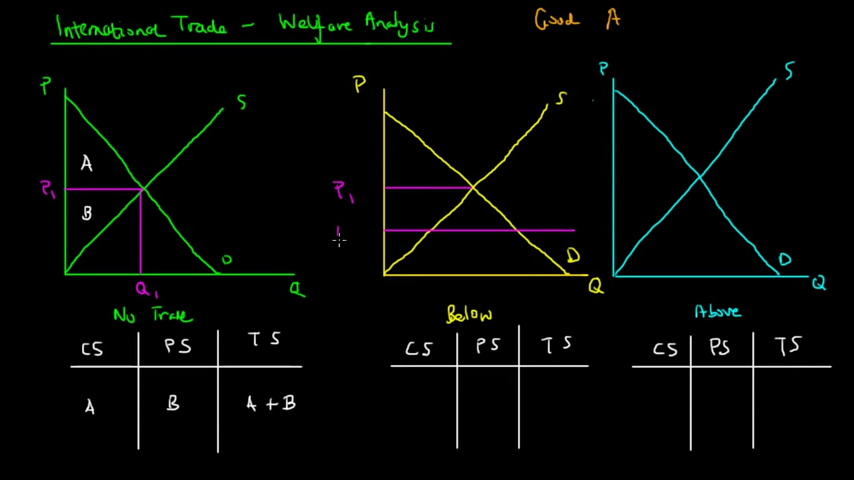 International Trade - Welfare Analysis
Good A
P
S
A
P1
B
D
Q1
Q
No Trade
CS PS TS
A B A + B
P
S
P1
D
Q
Below
CS PS TS
P
S
D
Q
Above
CS PS TS